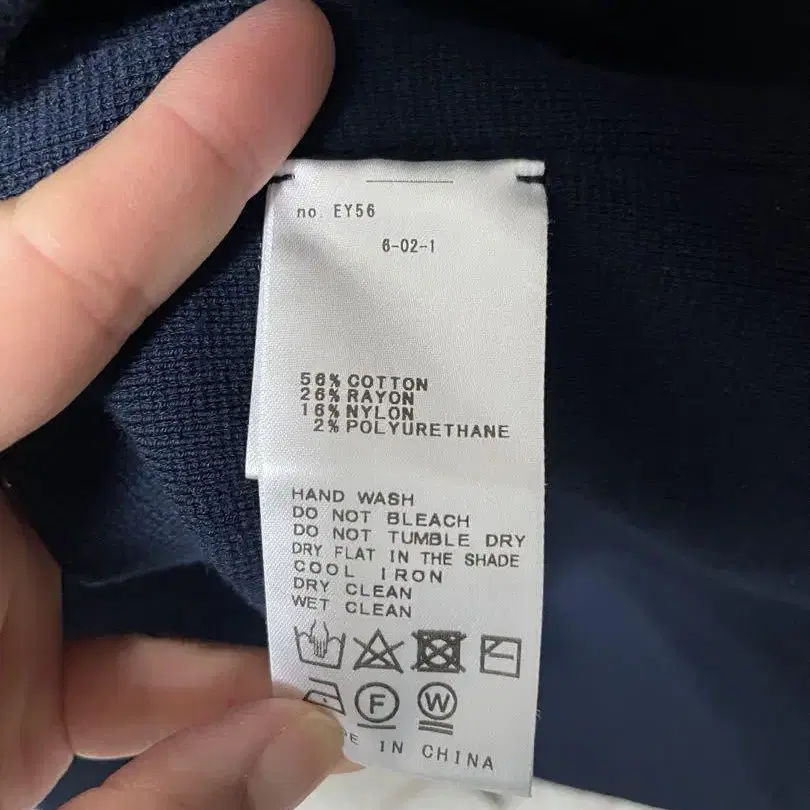 no. EY56
6-02-1
56% COTTON
26% RAYON
16% NYLON
2% POLYURETHANE
HAND WASH
DO NOT BLEACH
DO NOT TUMBLE DRY
DRY FLAT IN THE SHADE
COOL IRON
DRY CLEAN
WET CLEAN
F W
IN CHINA